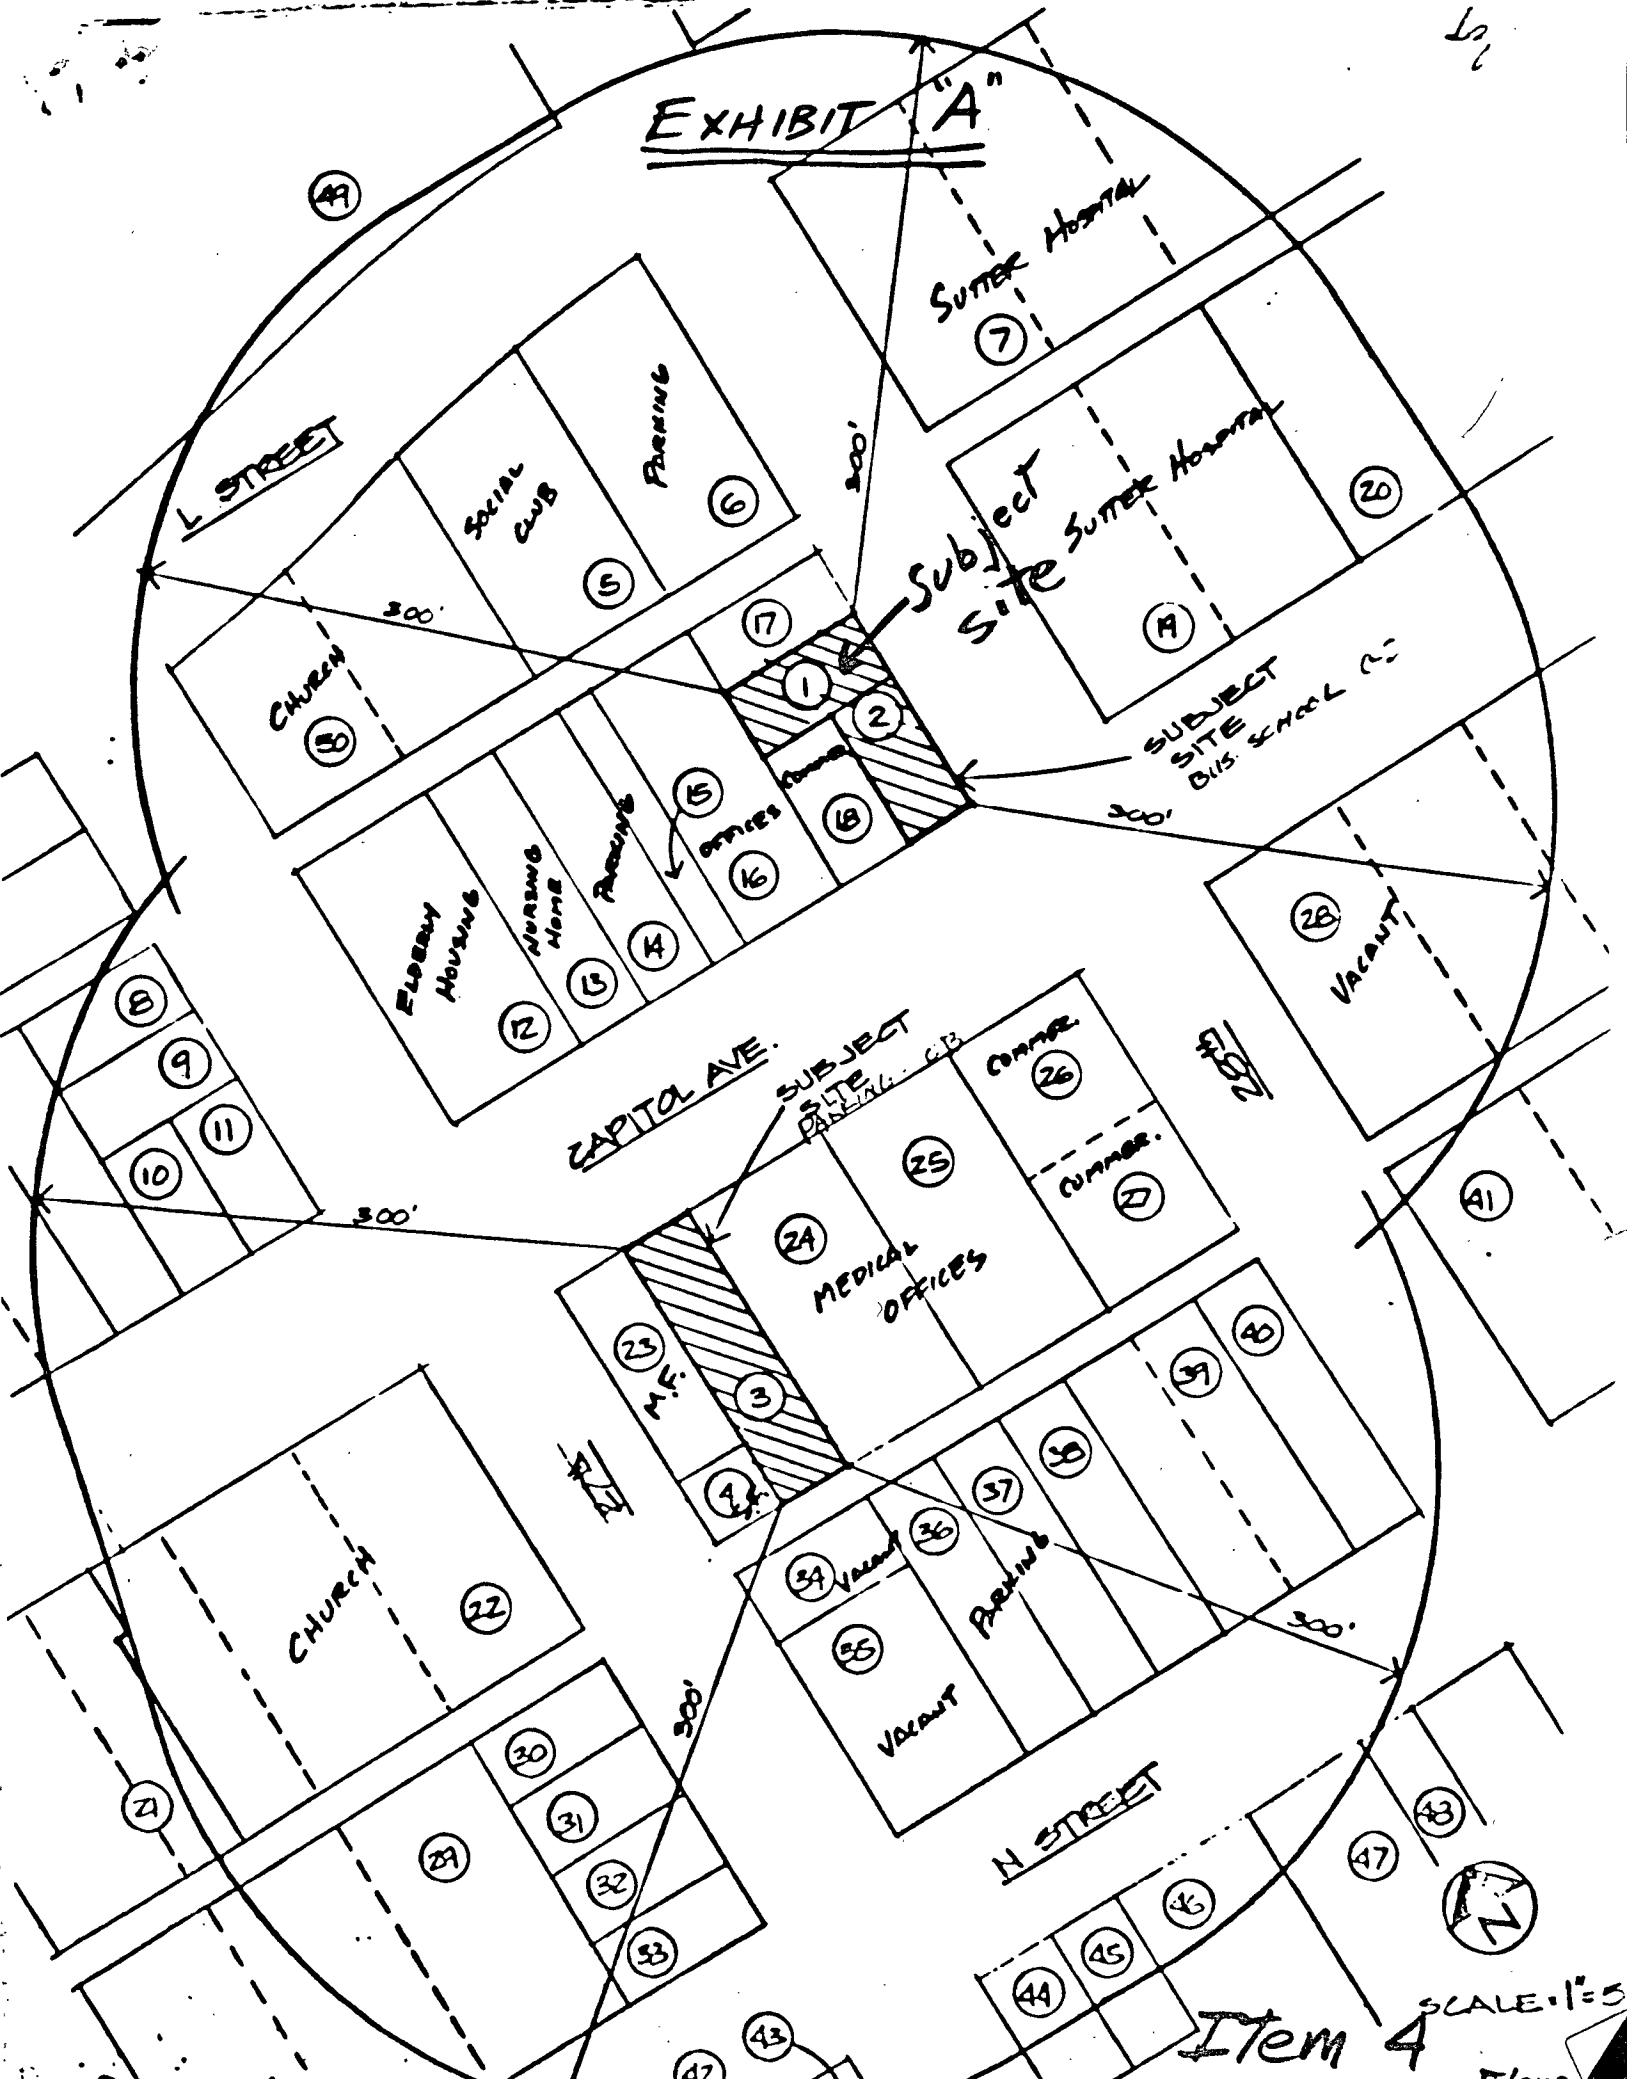 EXHIBIT "A"
49
SUTTER HOSPITAL
7
L STREET
SOCIAL
CLUB
5
PARKING
6
300'
Subject
Site
SUTTER HOSPITAL
19
20
300'
CHURCH
50
17
1
2
SUBJECT
SITE
BUS. SCHOOL
COMMER.
18
15
OFFICES
16
PARKING
14
NURSING
HOME
13
ELDERLY
HOUSING
12
300'
28
VACANT
8
9
10
11
CAPITOL AVE.
SUBJECT
SITE
PARKING
COMMER.
26
COMMER.
27
28TH
41
300'
25
24
MEDICAL
OFFICES
23
M.F.
3
4
S.F.
27TH
40
39
38
37
36
34
VACANT
35
VACANT
PARKING
300'
CHURCH
22
21
300'
30
31
32
33
29
N STREET
48
47
46
45
44
43
42
N
SCALE: 1"=5
Item 4